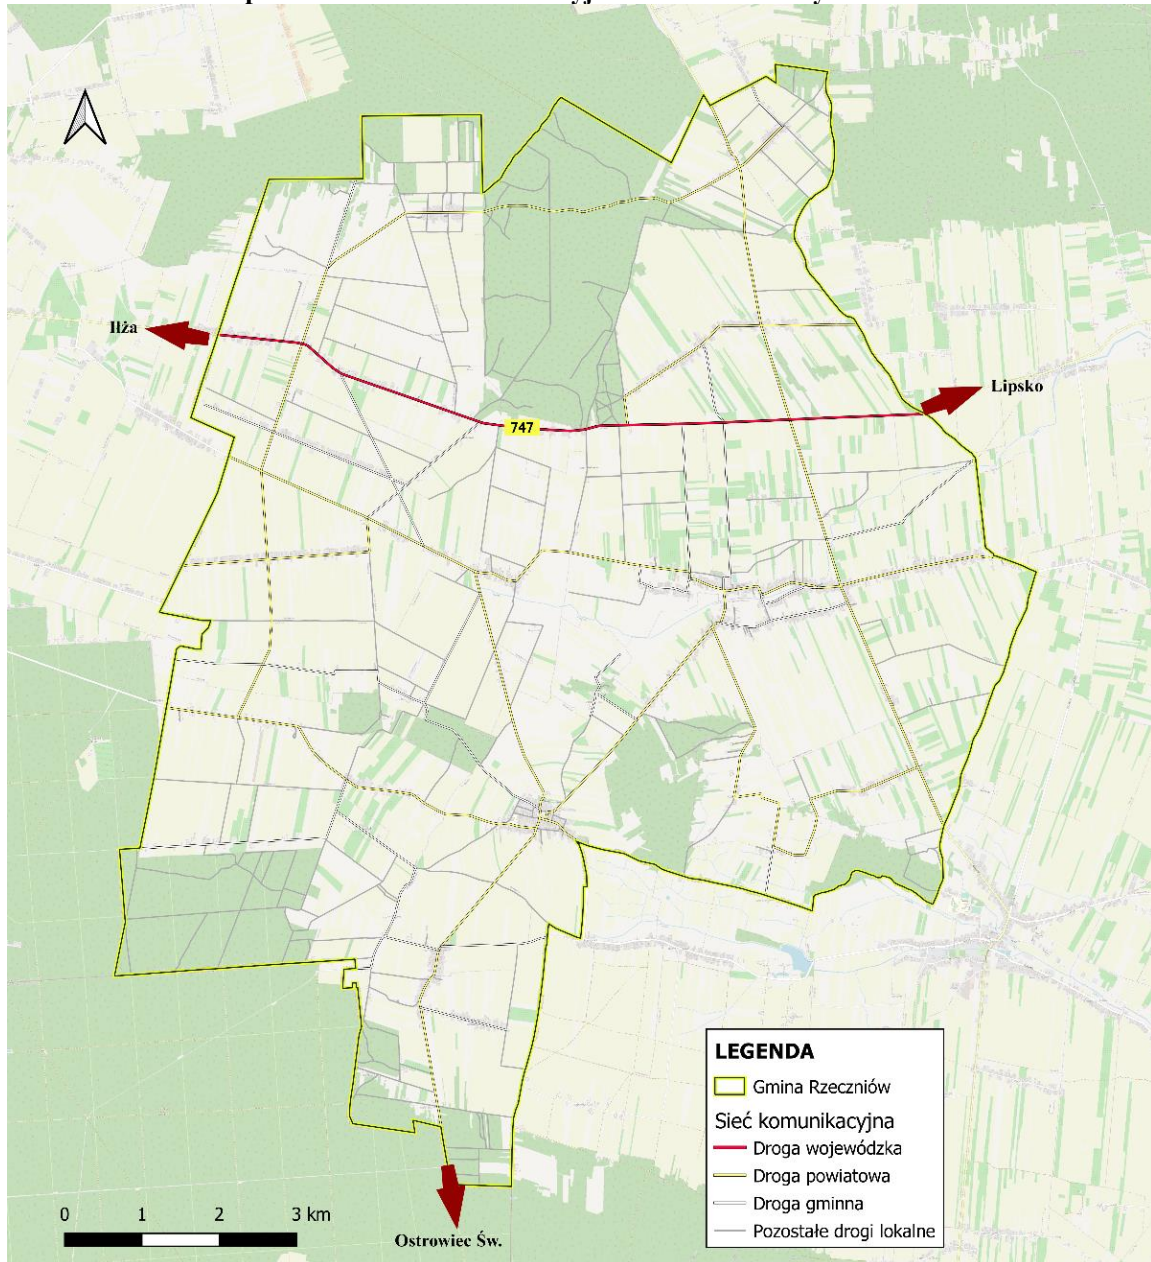 Iłża
Lipsko
747
LEGENDA
Gmina Rzeczniów
Sieć komunikacyjna
Droga wojewódzka
Droga powiatowa
Droga gminna
Pozostałe drogi lokalne
0 1 2 3 km
Ostrowiec Św.